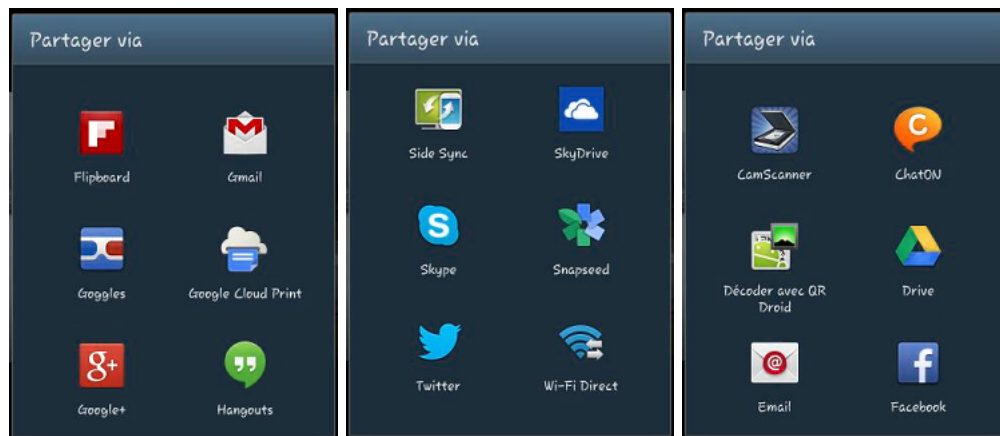 Partager via
Flipboard
Gmail
Goggles
Google Cloud Print
g+
Google+
Hangouts
Partager via
Side Sync
SkyDrive
S
Skype
Snapseed
Twitter
Wi-Fi Direct
Partager via
CamScanner
C
ChatON
Décoder avec QR
Droid
Drive
@
Email
f
Facebook